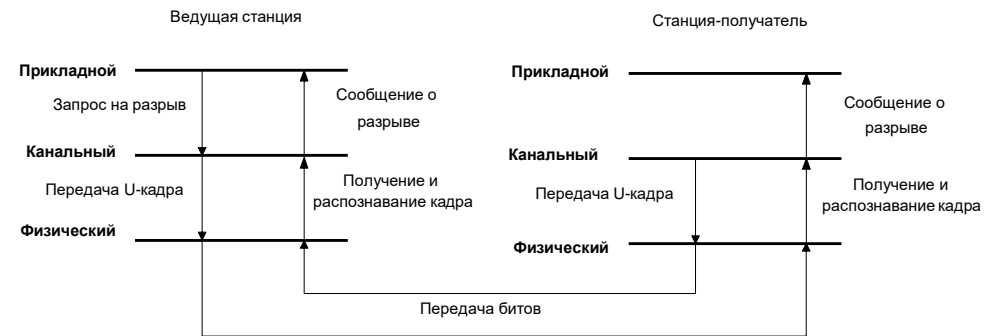 Ведущая станция
Прикладной
Запрос на разрыв
Сообщение о
разрыве
Канальный
Передача U-кадра
Получение и
распознавание кадра
Физический
Станция-получатель
Прикладной
Сообщение о
разрыве
Канальный
Передача U-кадра
Получение и
распознавание кадра
Физический
Передача битов